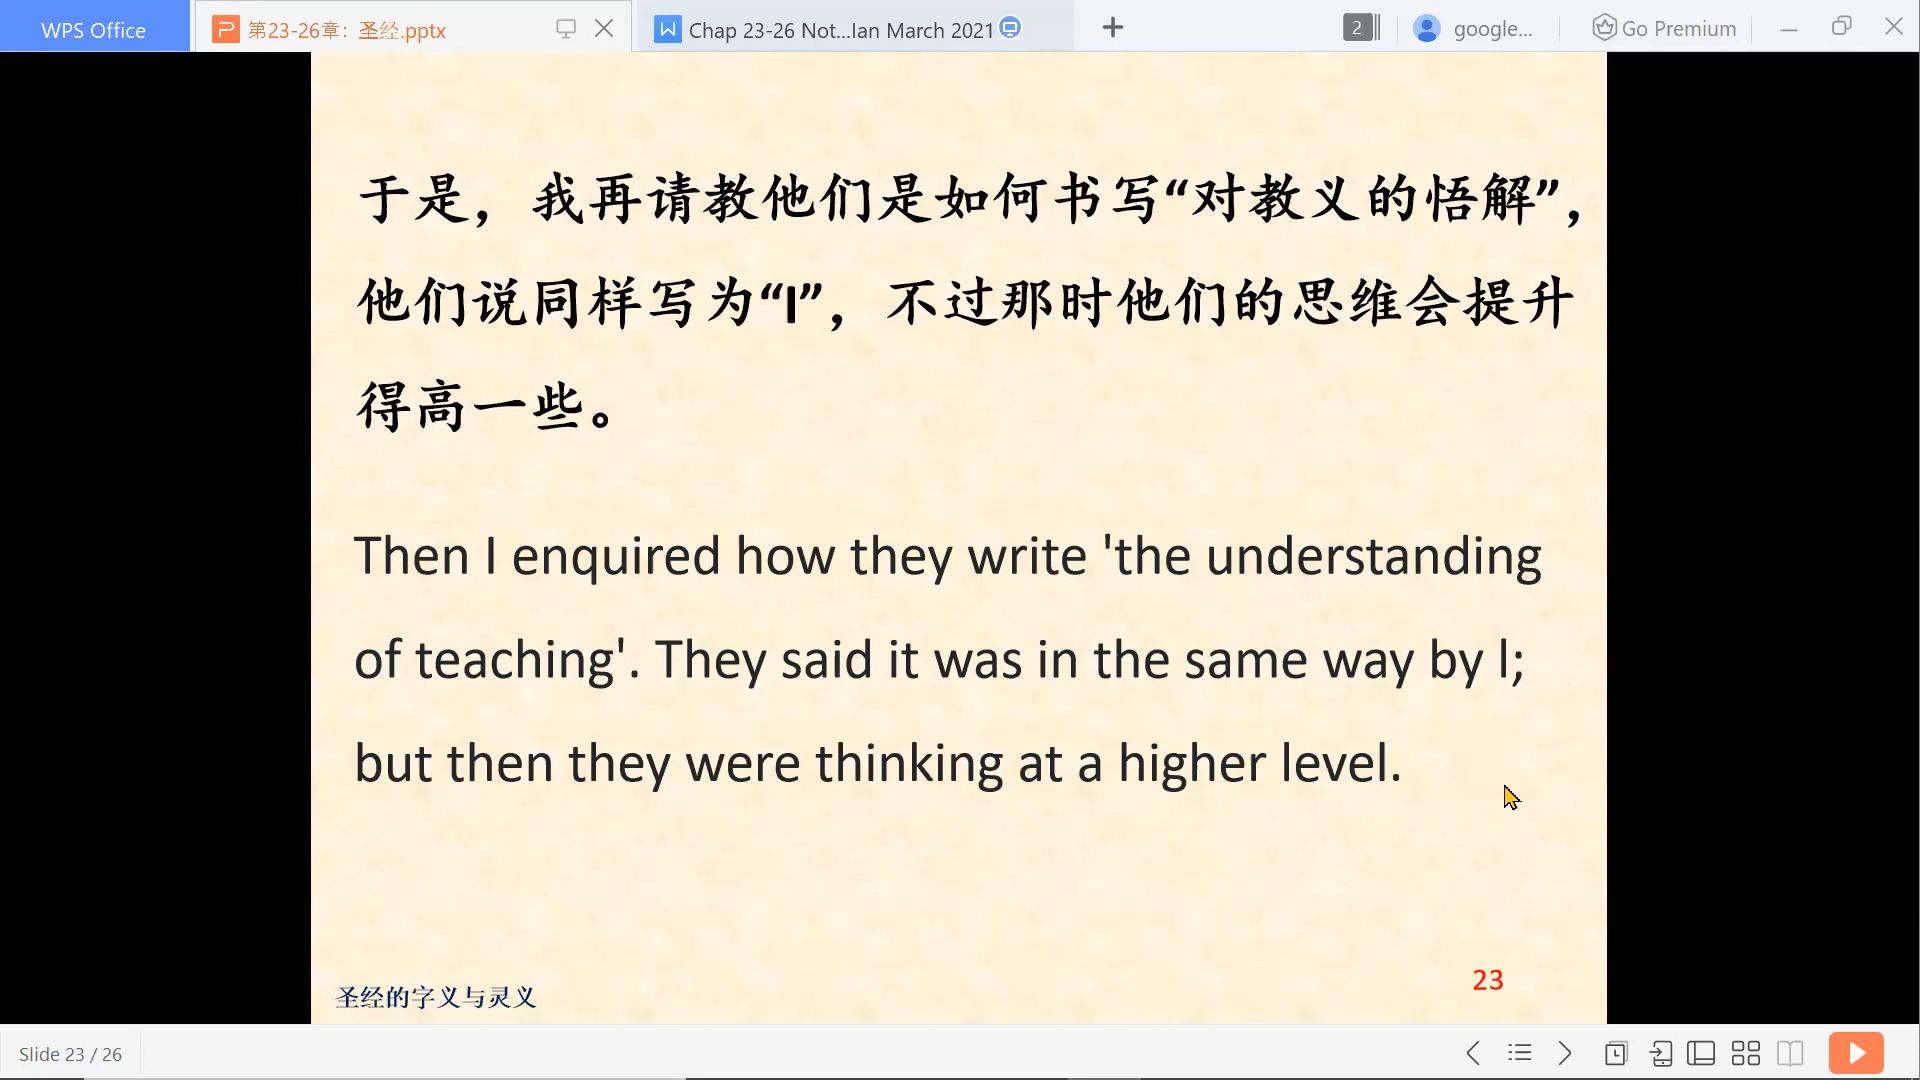 WPS Office
第23-26章：圣经.pptx
Chap 23-26 Not...Ian March 2021
2
google...
Go Premium
于是，我再请教他们是如何书写“对教义的悟解”，
他们说同样写为“I”，不过那时他们的思维会提升
得高一些。
Then I enquired how they write 'the understanding
of teaching'. They said it was in the same way by I;
but then they were thinking at a higher level.
圣经的字义与灵义
23
Slide 23 / 26